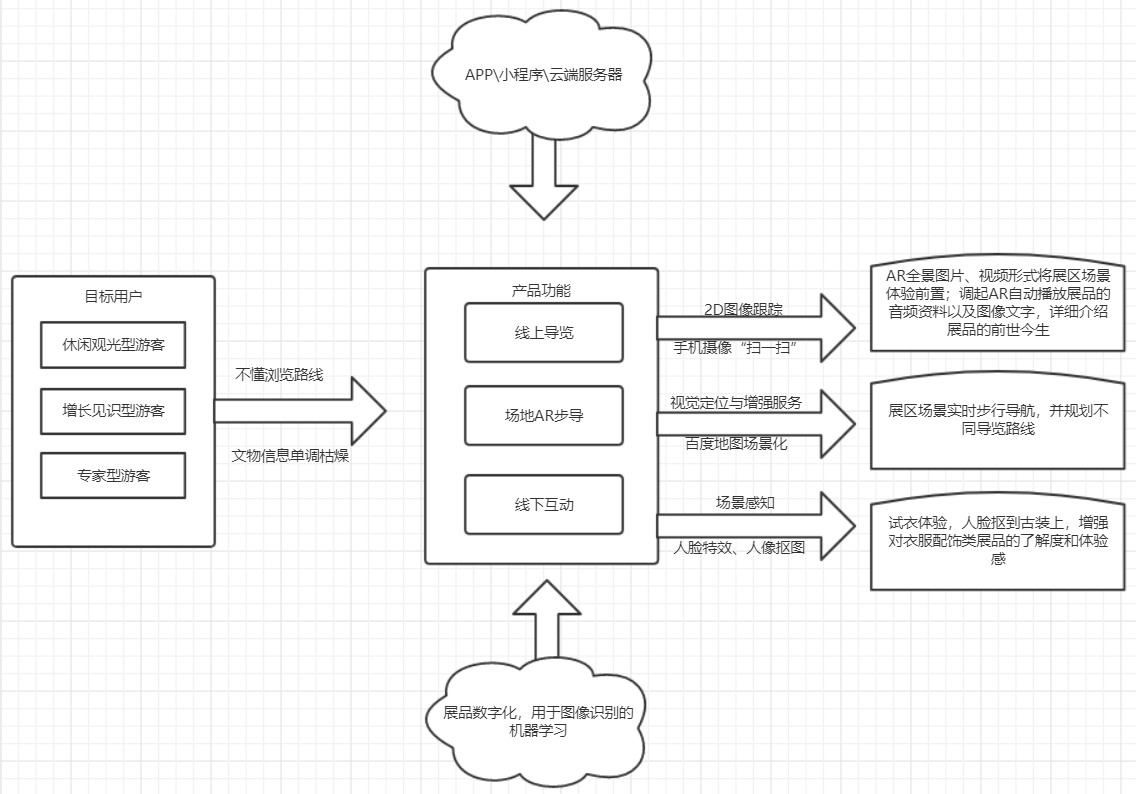 APP\小程序\云端服务器
目标用户
休闲观光型游客
增长见识型游客
专家型游客
不懂浏览路线
文物信息单调枯燥
产品功能
线上导览
场地AR步导
线下互动
2D图像跟踪
手机摄像“扫一扫”
视觉定位与增强服务
百度地图场景化
场景感知
人脸特效、人像抠图
AR全景图片、视频形式将展区场景
体验前置；调起AR自动播放展品的
音频资料以及图像文字，详细介绍
展品的前世今生
展区场景实时步行导航，并规划不
同导览路线
试衣体验，人脸抠到古装上，增强
对衣服配饰类展品的了解度和体验
感
展品数字化，用于图像识别的
机器学习